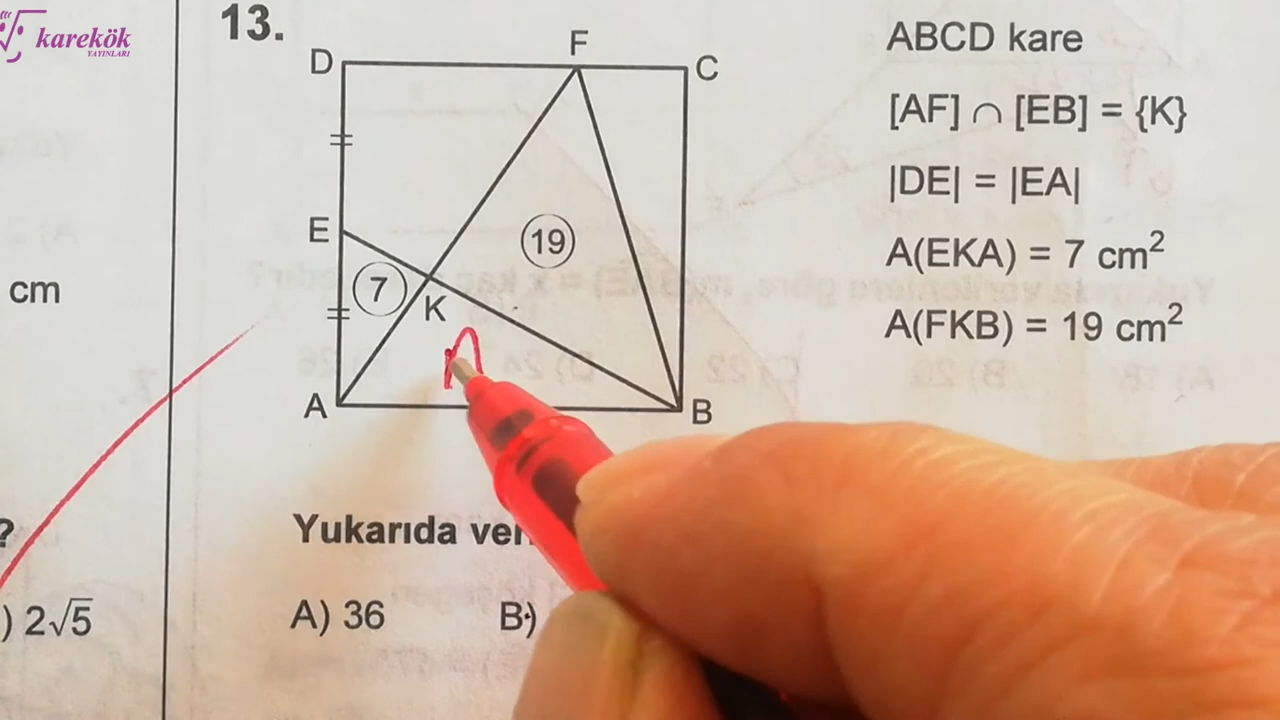 karekök
YAYINLARI
13.
D
F
C
ABCD kare
[AF] ∩ [EB] = {K}
|DE| = |EA|
E
19
A(EKA) = 7 cm²
7
K
A(FKB) = 19 cm²
cm
A
B
?
Yukarıda
) 2√5
A) 36
B)